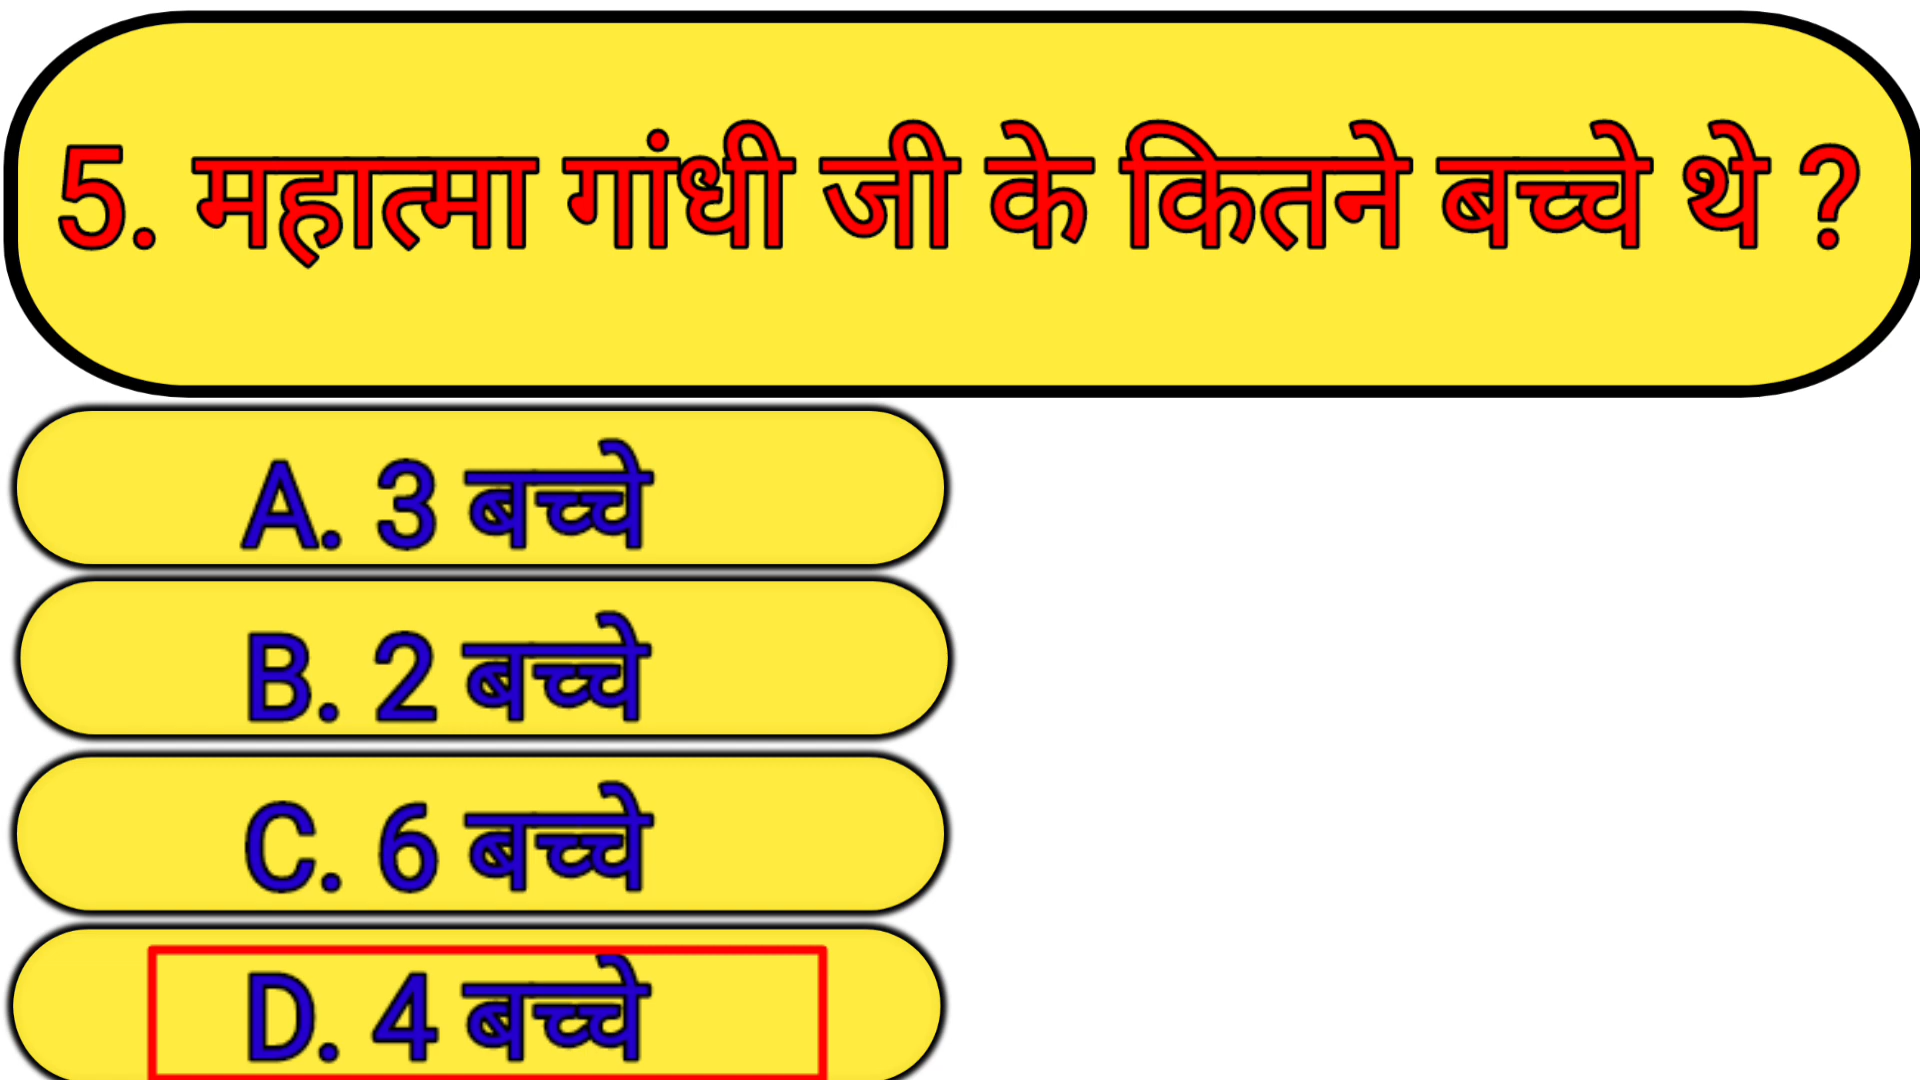 5. महात्मा गांधी जी के कितने बच्चे थे ?
A. 3 बच्चे
B. 2 बच्चे
C. 6 बच्चे
D. 4 बच्चे